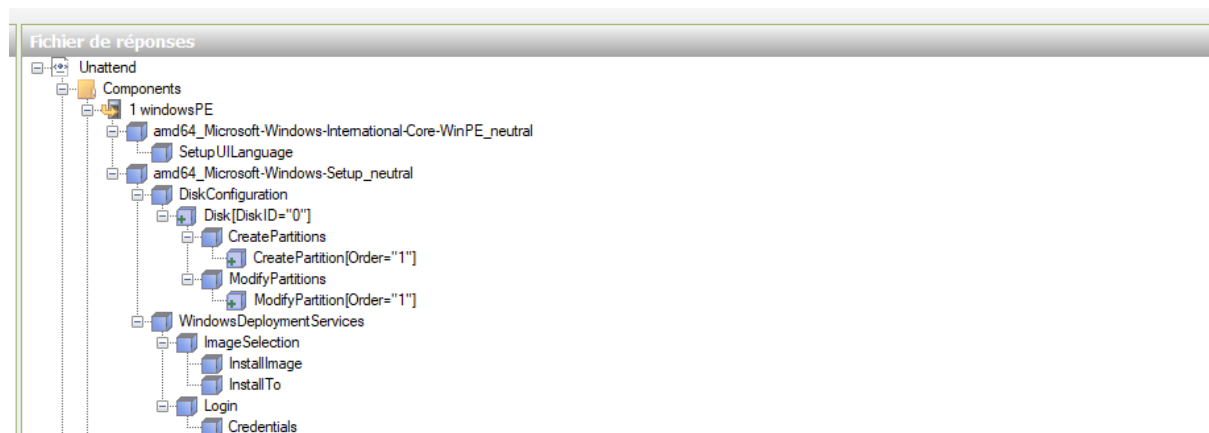 Fichier de réponses
Unattend
Components
1 windowsPE
amd64_Microsoft-Windows-International-Core-WinPE_neutral
SetupUILanguage
amd64_Microsoft-Windows-Setup_neutral
DiskConfiguration
Disk[DiskID="0"]
CreatePartitions
CreatePartition[Order="1"]
ModifyPartitions
ModifyPartition[Order="1"]
WindowsDeploymentServices
ImageSelection
InstallImage
InstallTo
Login
Credentials